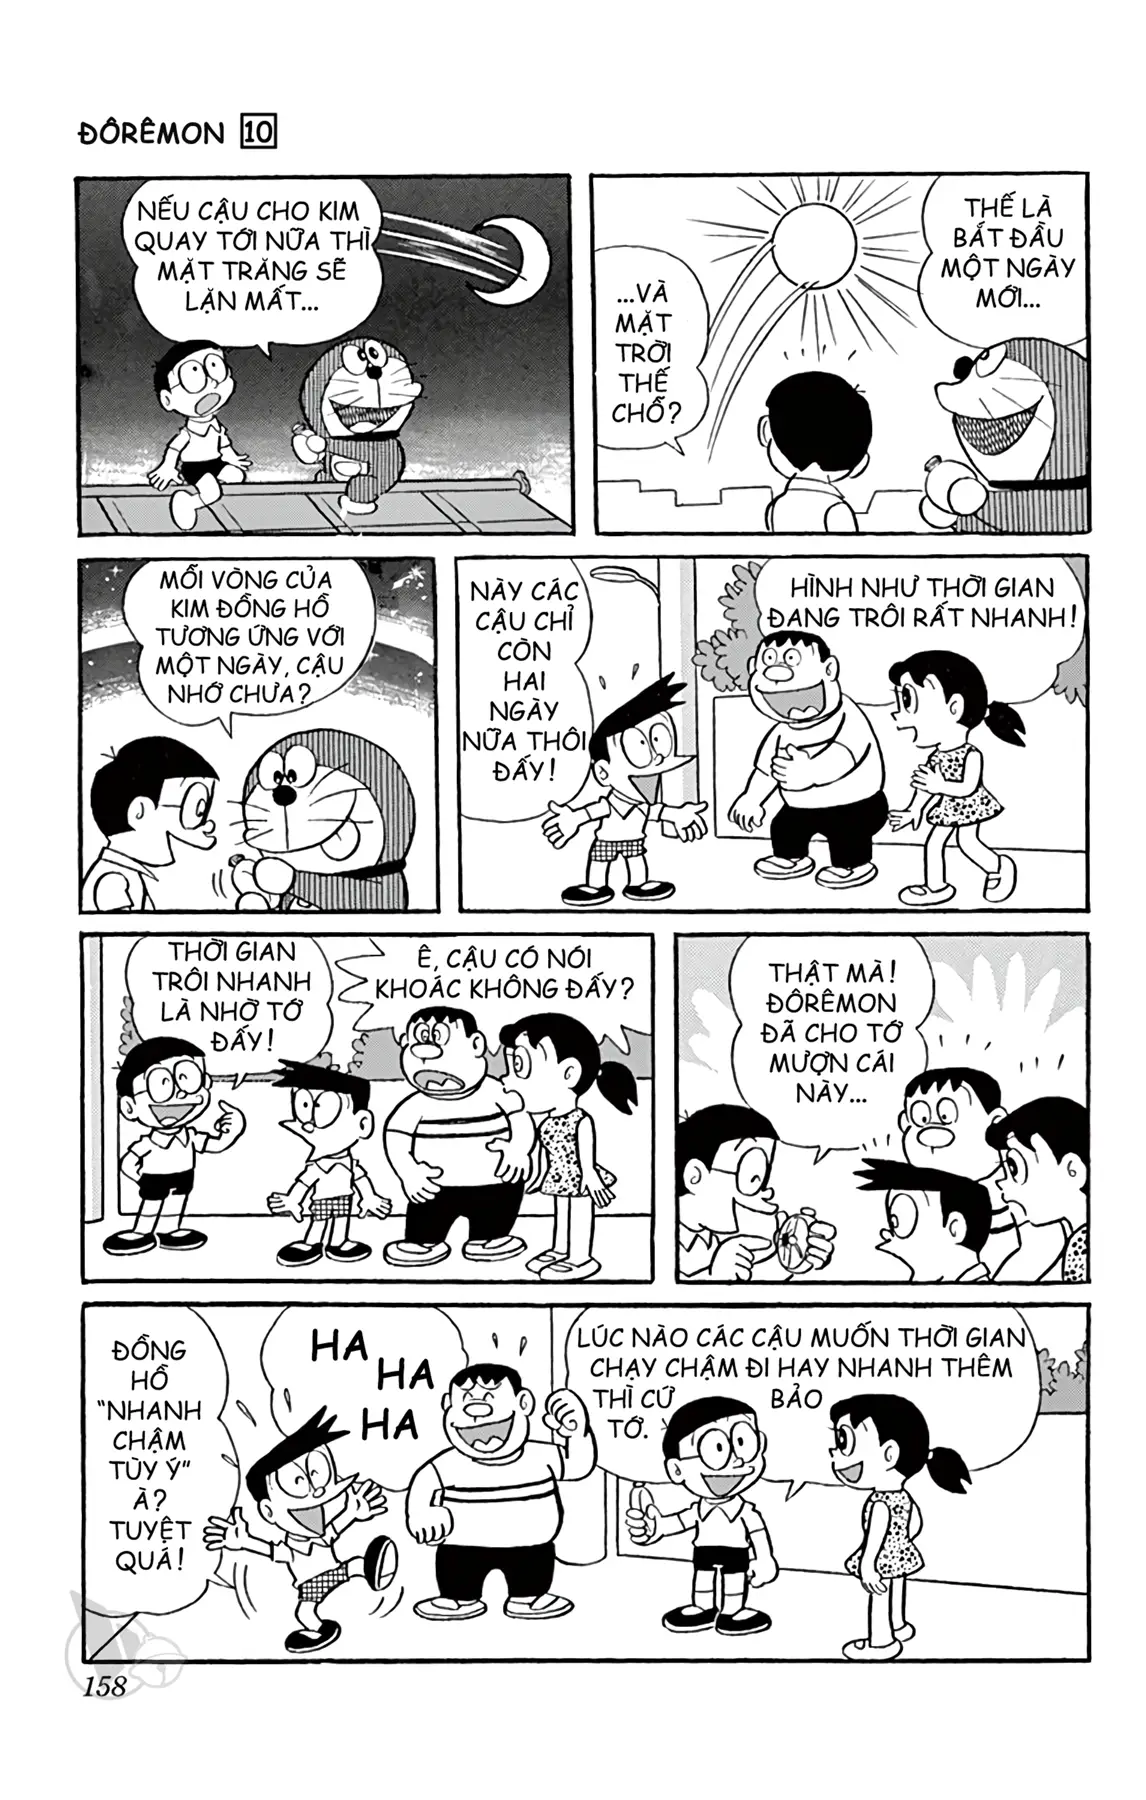 ĐÔRÊMON 10
NẾU CẬU CHO KIM
QUAY TỚI NỮA THÌ
MẶT TRĂNG SẼ
LẶN MẤT...
THẾ LÀ
BẮT ĐẦU
MỘT NGÀY
MỚI...
...VÀ
MẶT
TRỜI
THẾ
CHỖ?
MỖI VÒNG CỦA
KIM ĐỒNG HỒ
TƯƠNG ỨNG VỚI
MỘT NGÀY, CẬU
NHỚ CHƯA?
NÀY CÁC
CẬU CHỈ
CÒN
HAI
NGÀY
NỮA THÔI
ĐẤY!
HÌNH NHƯ THỜI GIAN
ĐANG TRÔI RẤT NHANH!
THỜI GIAN
TRÔI NHANH
LÀ NHỜ TỚ
ĐẤY!
Ê, CẬU CÓ NÓI
KHOÁC KHÔNG ĐẤY?
THẬT MÀ!
ĐÔRÊMON
ĐÃ CHO TỚ
MƯỢN CÁI
NÀY...
ĐỒNG
HỒ
"NHANH
CHẬM
TÙY Ý"
À?
TUYỆT
QUÁ!
HA
HA
HA
LÚC NÀO CÁC CẬU MUỐN THỜI GIAN
CHẠY CHẬM ĐI HAY NHANH THÊM
THÌ CỨ BẢO
TỚ.
158